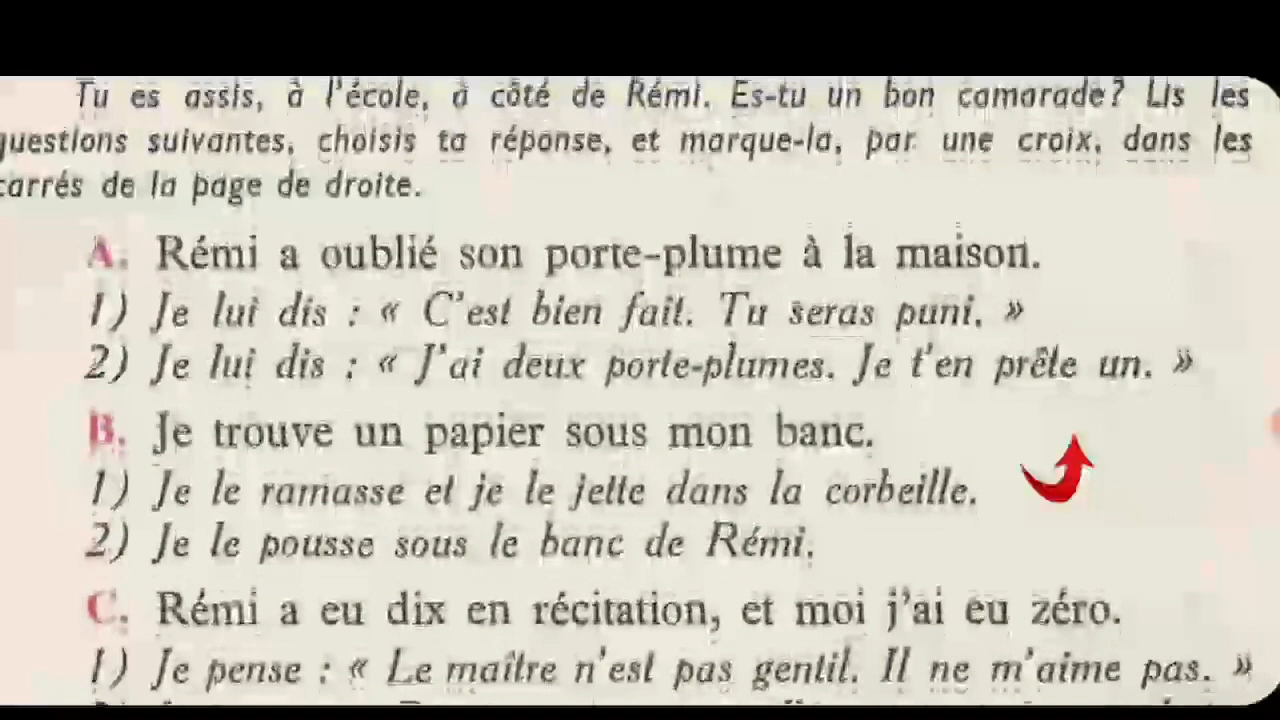 Tu es assis, à l'école, à côté de Rémi. Es-tu un bon camarade? Lis les
questions suivantes, choisis ta réponse, et marque-la, par une croix, dans les
carrés de la page de droite.
A. Rémi a oublié son porte-plume à la maison.
1) Je lui dis : « C'est bien fait. Tu seras puni. »
2) Je lui dis : « J'ai deux porte-plumes. Je t'en prête un. »
B. Je trouve un papier sous mon banc.
1) Je le ramasse et je le jette dans la corbeille.
2) Je le pousse sous le banc de Rémi.
C. Rémi a eu dix en récitation, et moi j'ai eu zéro.
1) Je pense : « Le maître n'est pas gentil. Il ne m'aime pas. »